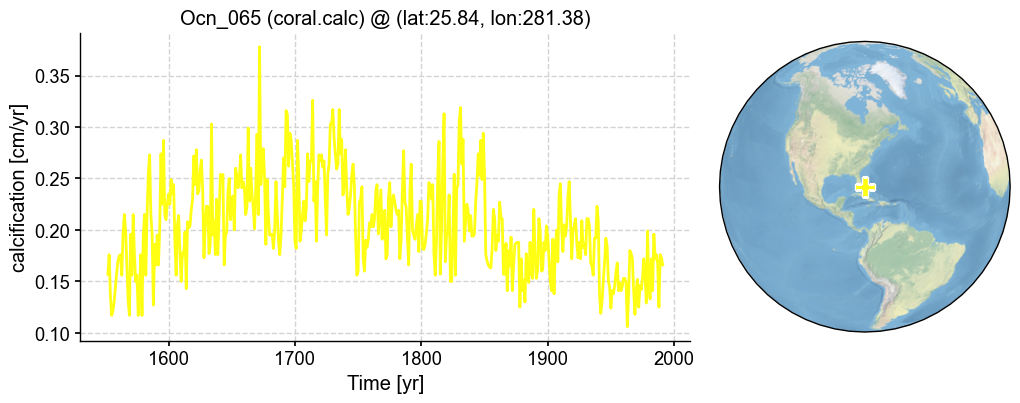 Ocn_065 (coral.calc) @ (lat:25.84, lon:281.38)
calcification [cm/yr]
0.35
0.30
0.25
0.20
0.15
0.10
1600 1700 1800 1900 2000
Time [yr]